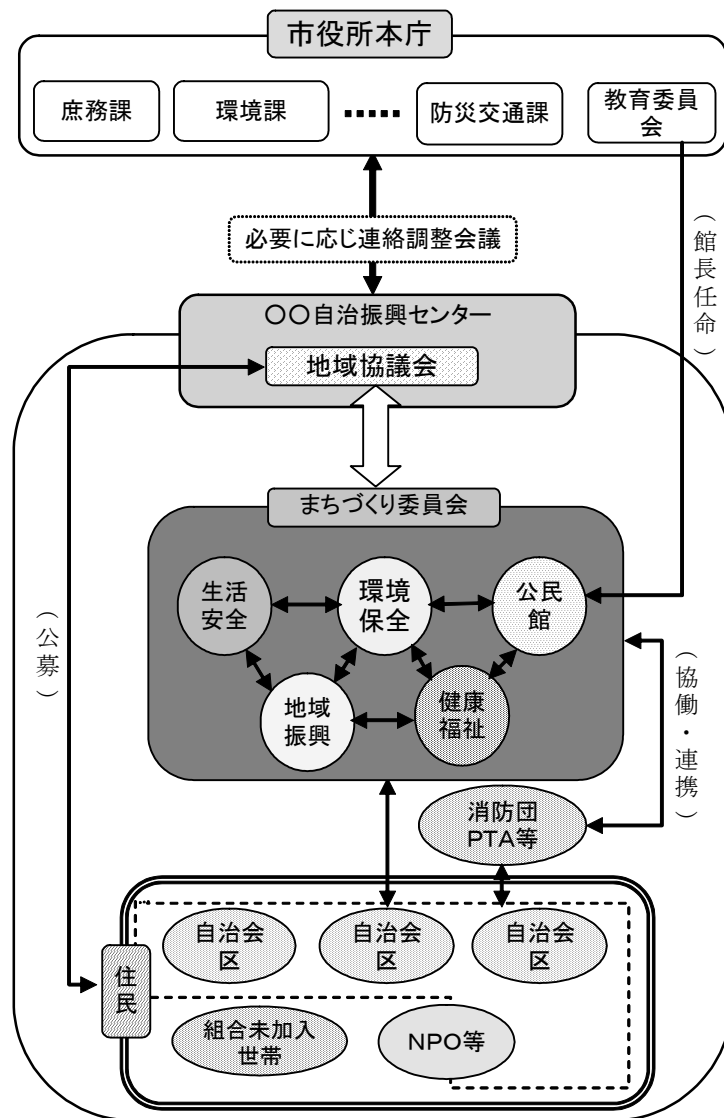 市役所本庁
庶務課
環境課
防災交通課
教育委員
会
（館長任命）
必要に応じ連絡調整会議
〇〇自治振興センター
地域協議会
まちづくり委員会
生活
安全
環境
保全
公民
館
地域
振興
健康
福祉
（公募）
（協働・連携）
消防団
PTA等
自治会
区
自治会
区
自治会
区
住民
組合未加入
世帯
NPO等